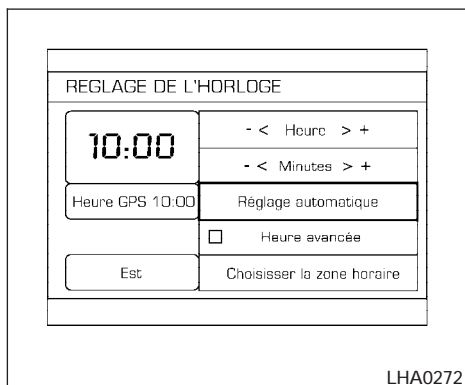 REGLAGE DE L'HORLOGE
10:00
- < Heure > +
- < Minutes > +
Heure GPS 10:00
Réglage automatique
Heure avancée
Est
Choisisser la zone horaire
LHA0272